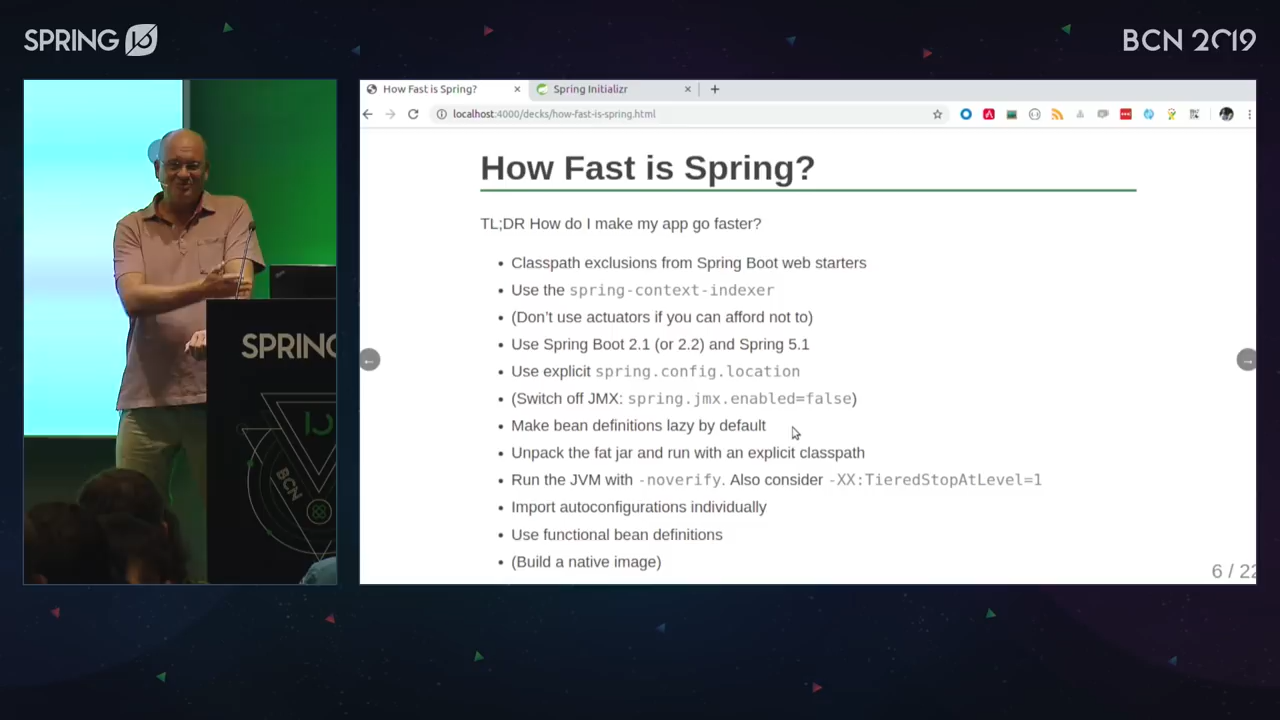 SPRING IO
BCN 2019
How Fast is Spring?
Spring Initializr
localhost:4000/decks/how-fast-is-spring.html
How Fast is Spring?
TL;DR How do I make my app go faster?
• Classpath exclusions from Spring Boot web starters
• Use the spring-context-indexer
• (Don't use actuators if you can afford not to)
• Use Spring Boot 2.1 (or 2.2) and Spring 5.1
• Use explicit spring.config.location
• (Switch off JMX: spring.jmx.enabled=false)
• Make bean definitions lazy by default
• Unpack the fat jar and run with an explicit classpath
• Run the JVM with -noverify. Also consider -XX:TieredStopAtLevel=1
• Import autoconfigurations individually
• Use functional bean definitions
• (Build a native image)
6 / 22
SPRING
BCN